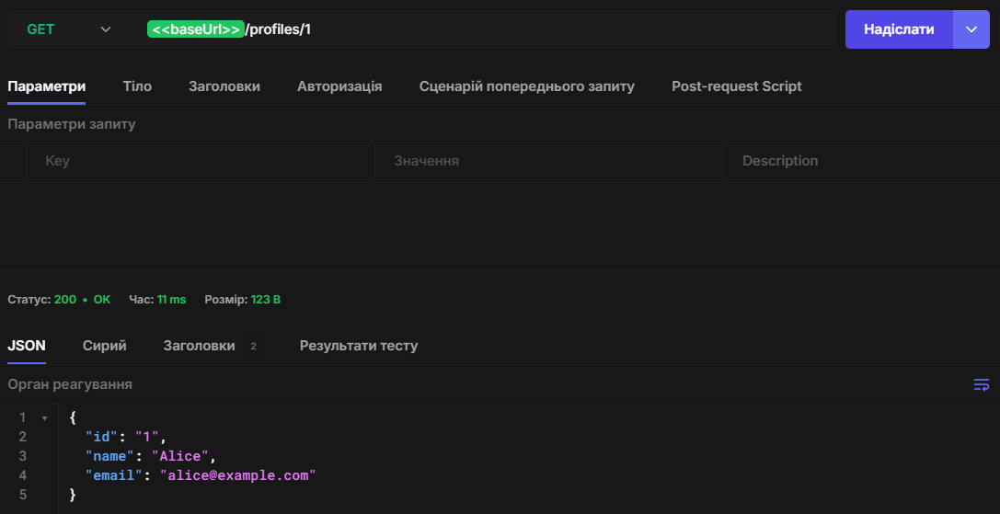 GET <<baseUrl>>/profiles/1 Надіслати
Параметри Тіло Заголовки Авторизація Сценарій попереднього запиту Post-request Script
Параметри запиту
Key Значення Description
Статус: 200 • OK Час: 11 ms Розмір: 123 B
JSON Сирий Заголовки 2 Результати тесту
Орган реагування
1 {
2 "id": "1",
3 "name": "Alice",
4 "email": "alice@example.com"
5 }